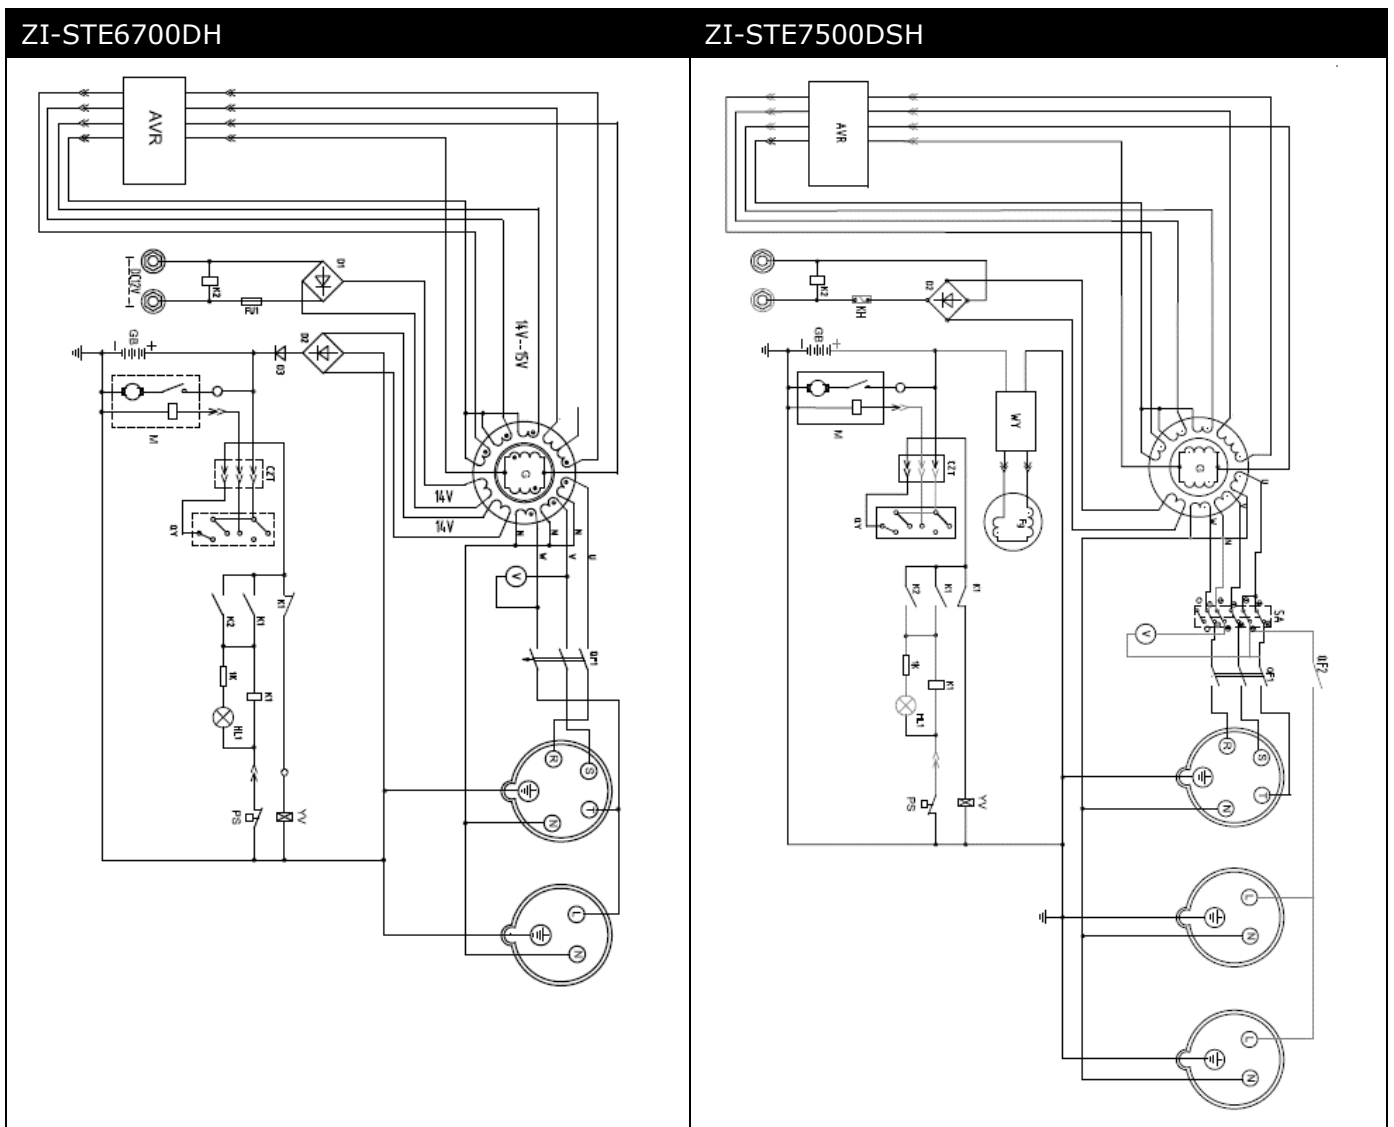 ZI-STE6700DH
ZI-STE7500DSH
AVR
DC12V
K2
FU1
D1
14V--15V
GB
- +
D2
D3
M
CZT
QY
G
14V
14V
N
W
N
V
U
V
K2
K1
K1
1K
K1
HL1
PS
YV
QF1
R
S
T
N
L
N
AVR
K2
KH
D2
GB
- +
M
WY
CZT
QY
Fg
G
U
V
W
N
K2
K1
K1
1K
K1
HL1
PS
YV
V
SA
QF1
QF2
R
S
T
N
L
N
L
N